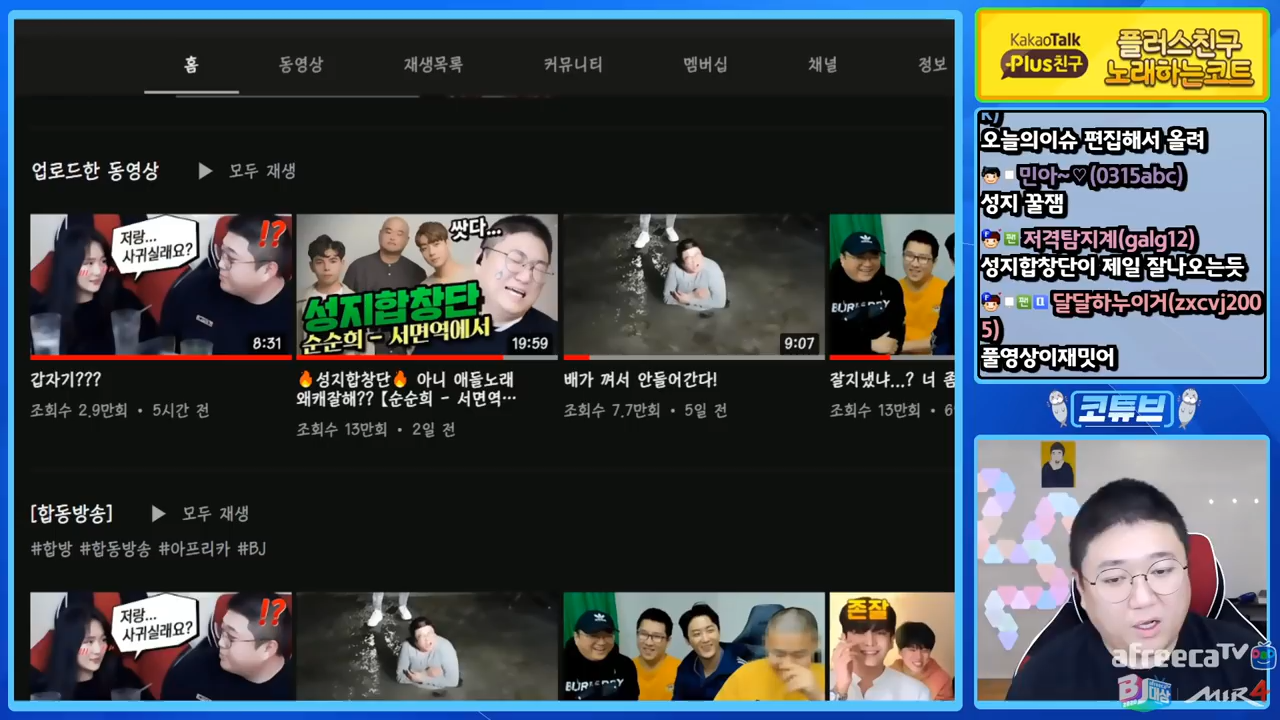 홈 동영상 재생목록 커뮤니티 멤버십 채널 정보
업로드한 동영상 ▶ 모두 재생
저랑...
사귀실래요?
!?
8:31
쌋다...
성지합창단
순순희 - 서면역에서
19:59
9:07
BURBERRY
갑자기???
조회수 2.9만회 • 5시간 전
🔥성지합창단🔥 아니 애들노래
왜캐잘해?? 【순순희 - 서면역…
조회수 13만회 • 2일 전
배가 껴서 안들어간다!
조회수 7.7만회 • 5일 전
잘지냈냐...? 너 좀
조회수 13만회 • 6
[합동방송] ▶ 모두 재생
#합방 #합동방송 #아프리카 #BJ
저랑...
사귀실래요?
!?
BURBERRY
존잘
KakaoTalk
Plus친구
플러스친구
노래하는코트
오늘의이슈 편집해서 올려
민아~♡(0315abc)
성지 꿀잼
팬 저격탐지계(galg12)
성지합창단이 제일 잘나오는듯
팬 달달하누이거(zxcvj200
5)
풀영상이재밋어
코튜브
afreecaTV
BJ대상
MIR4